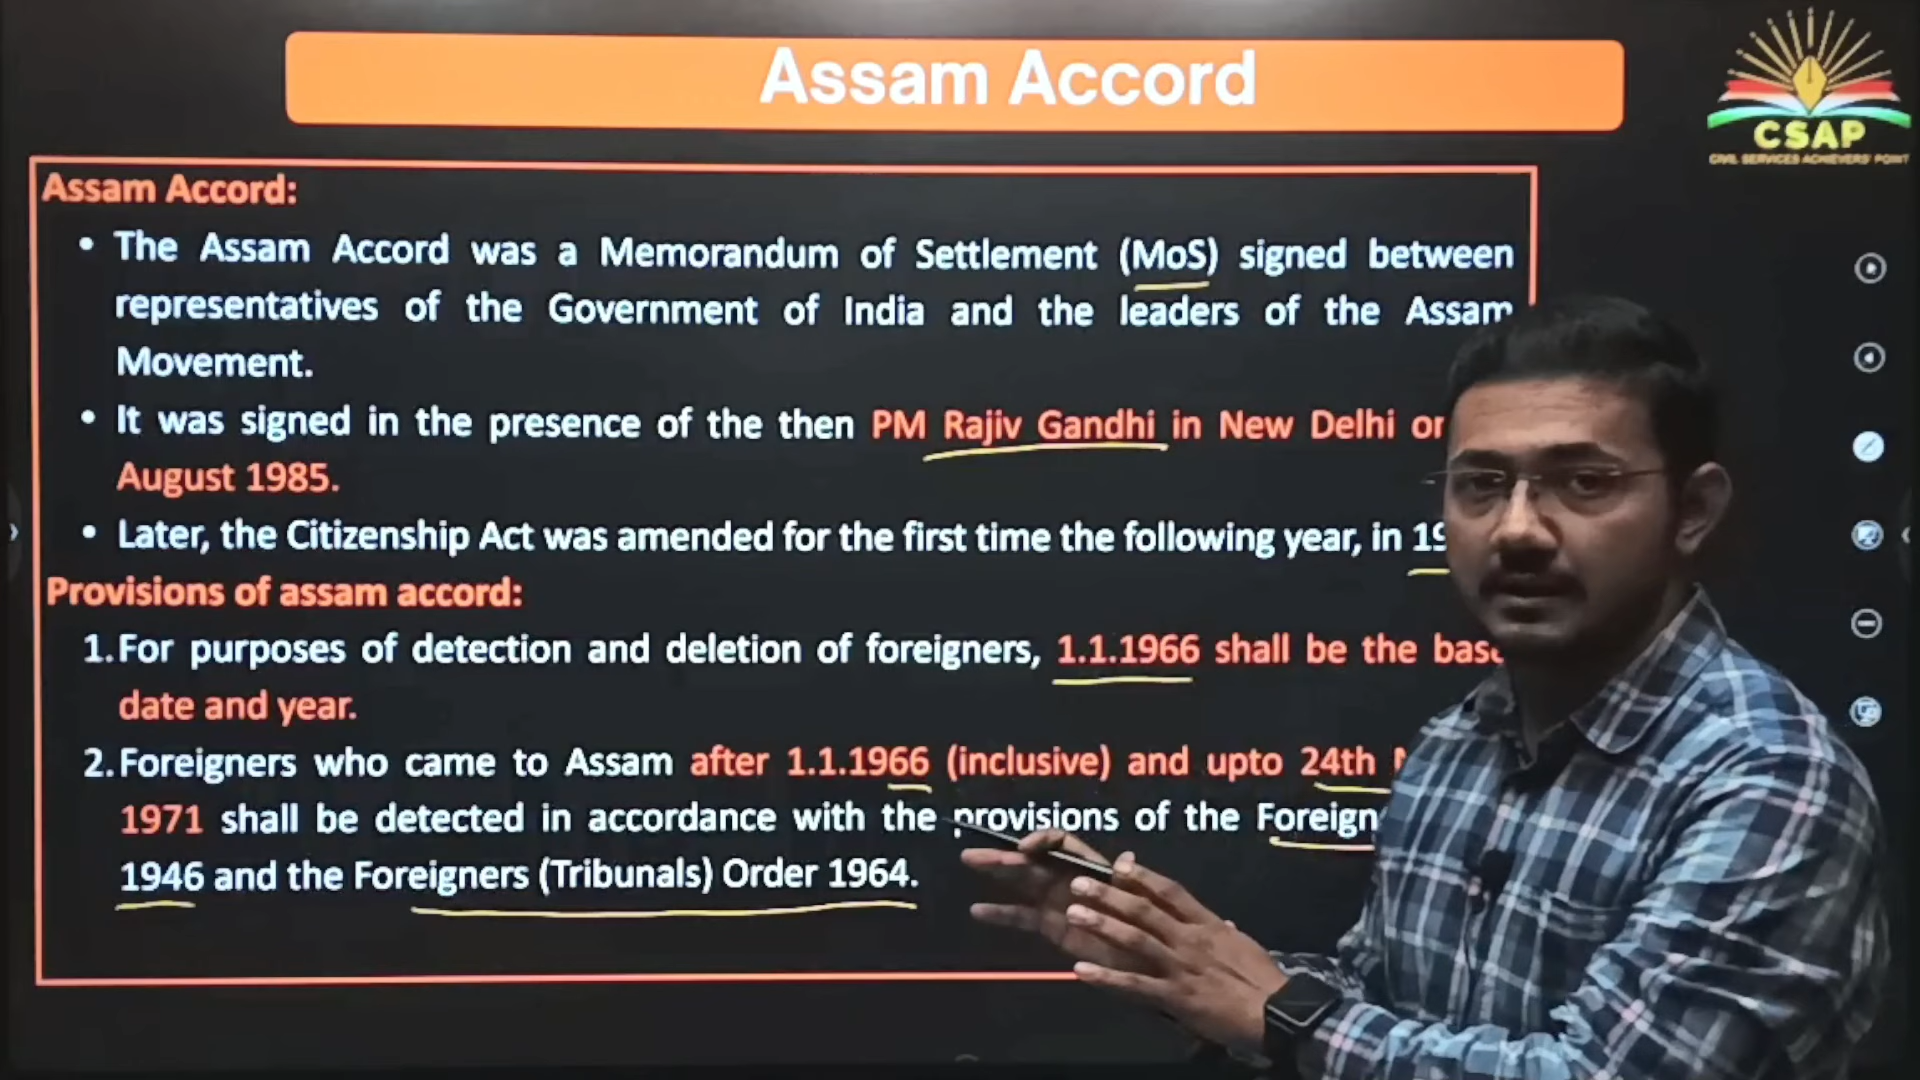 Assam Accord
CSAP
CIVIL SERVICES ACHIEVERS' POINT
Assam Accord:
• The Assam Accord was a Memorandum of Settlement (MoS) signed between
representatives of the Government of India and the leaders of the Assam
Movement.
• It was signed in the presence of the then PM Rajiv Gandhi in New Delhi
August 1985.
• Later, the Citizenship Act was amended for the first time the following year, in 19
Provisions of assam accord:
1. For purposes of detection and deletion of foreigners, 1.1.1966 shall be the base
date and year.
2. Foreigners who came to Assam after 1.1.1966 (inclusive) and upto 24th
1971 shall be detected in accordance with the provisions of the Foreign
1946 and the Foreigners (Tribunals) Order 1964.